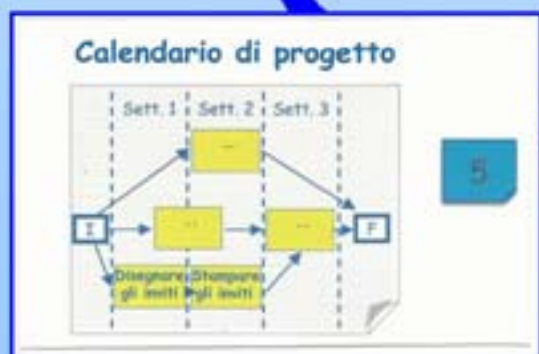 Calendario di progetto
Sett. 1 Sett. 2 Sett. 3
5
...
I
...
...
F
Disegnare gli inviti
Stampare gli inviti